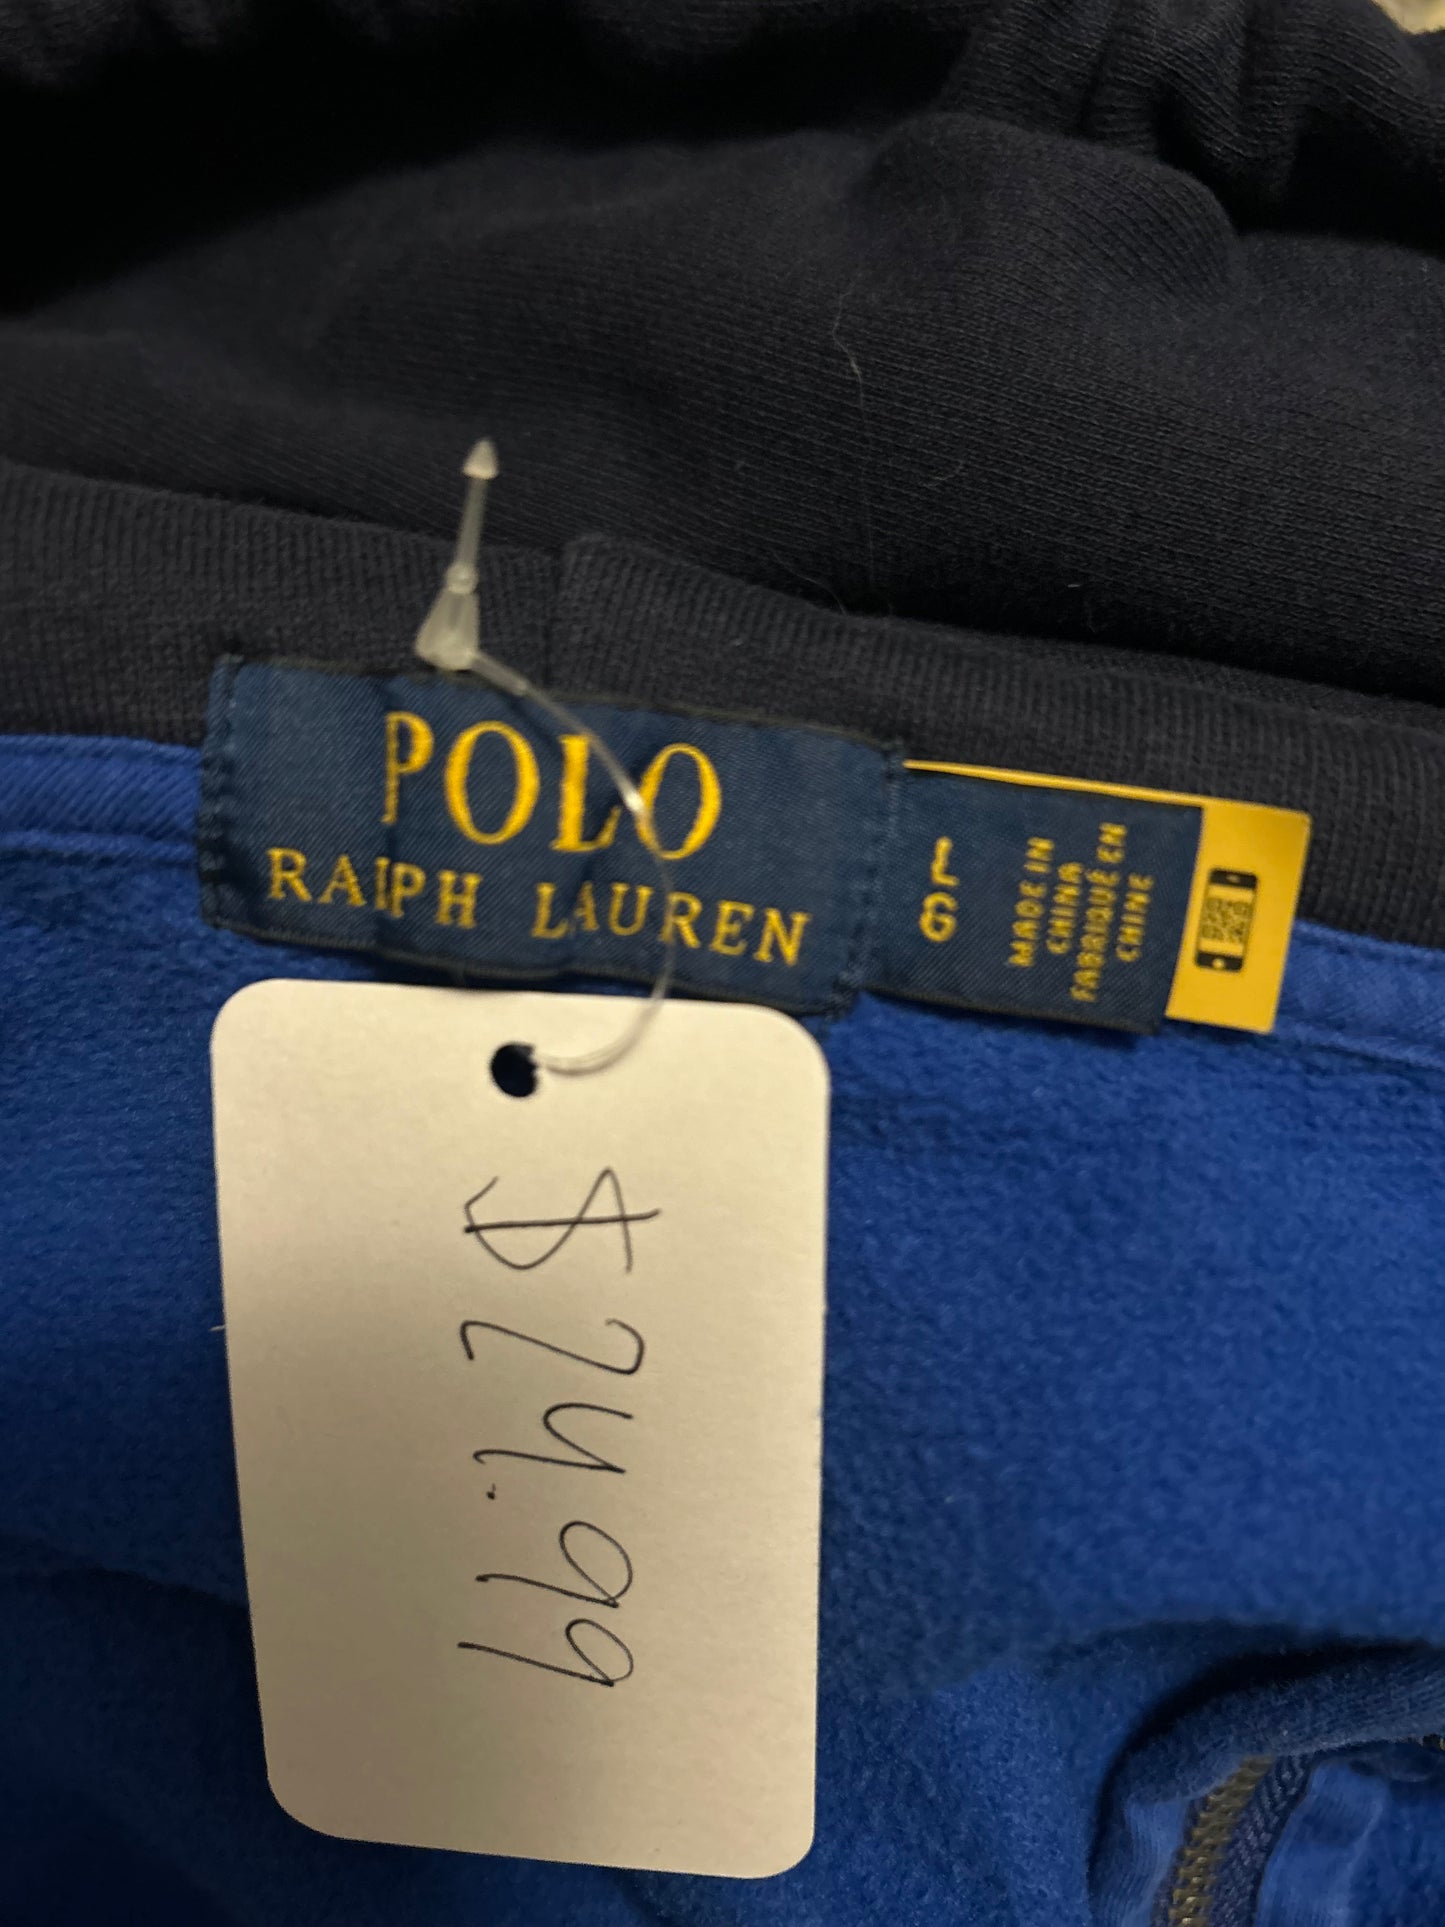 POLO
RALPH LAUREN
L
G
MADE IN
CHINA
FABRIQUÉ EN
CHINE
$24.99